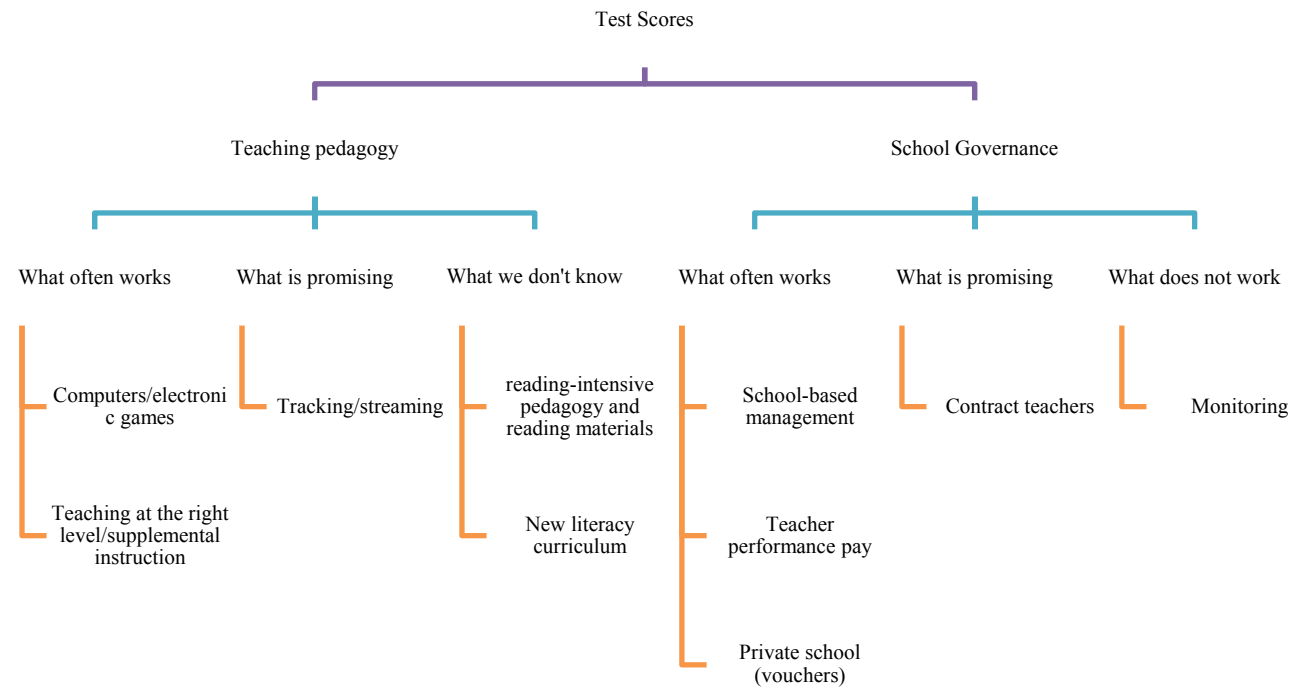 Test Scores
Teaching pedagogy
School Governance
What often works
What is promising
What we don't know
What often works
What is promising
What does not work
Computers/electroni
c games
Tracking/streaming
reading-intensive
pedagogy and
reading materials
School-based
management
Contract teachers
Monitoring
Teaching at the right
level/supplemental
instruction
New literacy
curriculum
Teacher
performance pay
Private school
(vouchers)